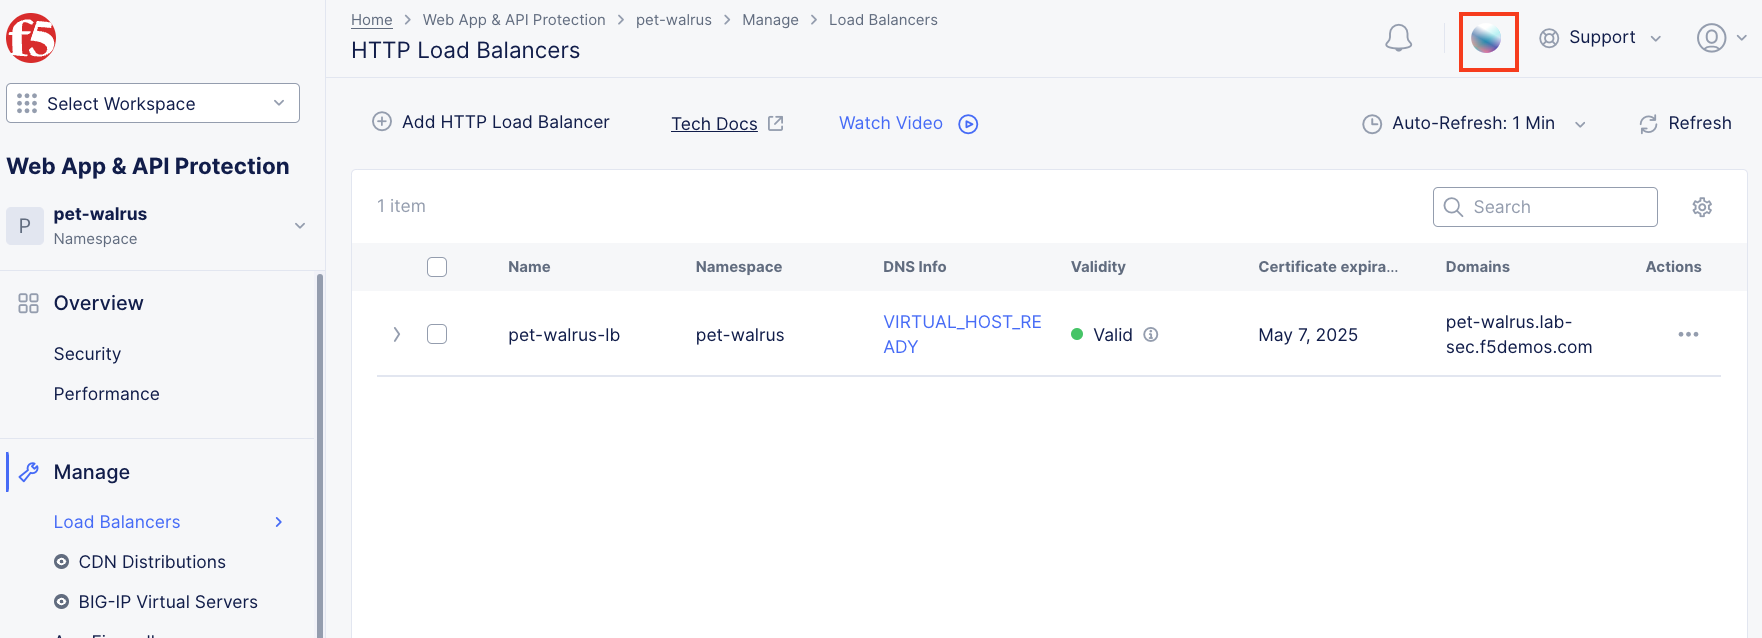 f5
Home > Web App & API Protection > pet-walrus > Manage > Load Balancers
HTTP Load Balancers
Support
Select Workspace
Web App & API Protection
P
pet-walrus
Namespace
Overview
Security
Performance
Manage
Load Balancers
CDN Distributions
BIG-IP Virtual Servers
Add HTTP Load Balancer
Tech Docs
Watch Video
Auto-Refresh: 1 Min
Refresh
1 item
Search
Name Namespace DNS Info Validity Certificate expira... Domains Actions
pet-walrus-lb
pet-walrus
VIRTUAL_HOST_RE
ADY
Valid
May 7, 2025
pet-walrus.lab-
sec.f5demos.com